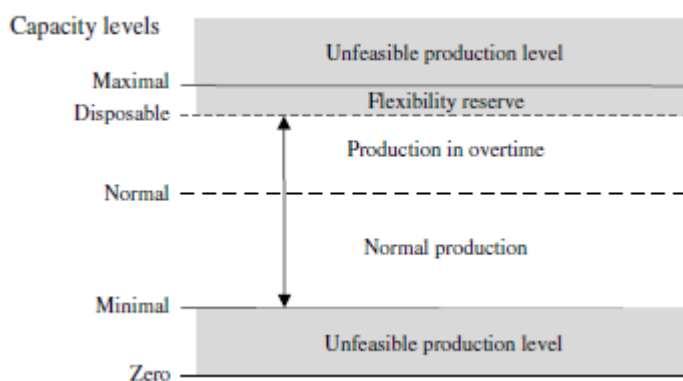 Capacity levels
Unfeasible production level
Maximal
Flexibility reserve
Disposable
Production in overtime
Normal
Normal production
Minimal
Unfeasible production level
Zero